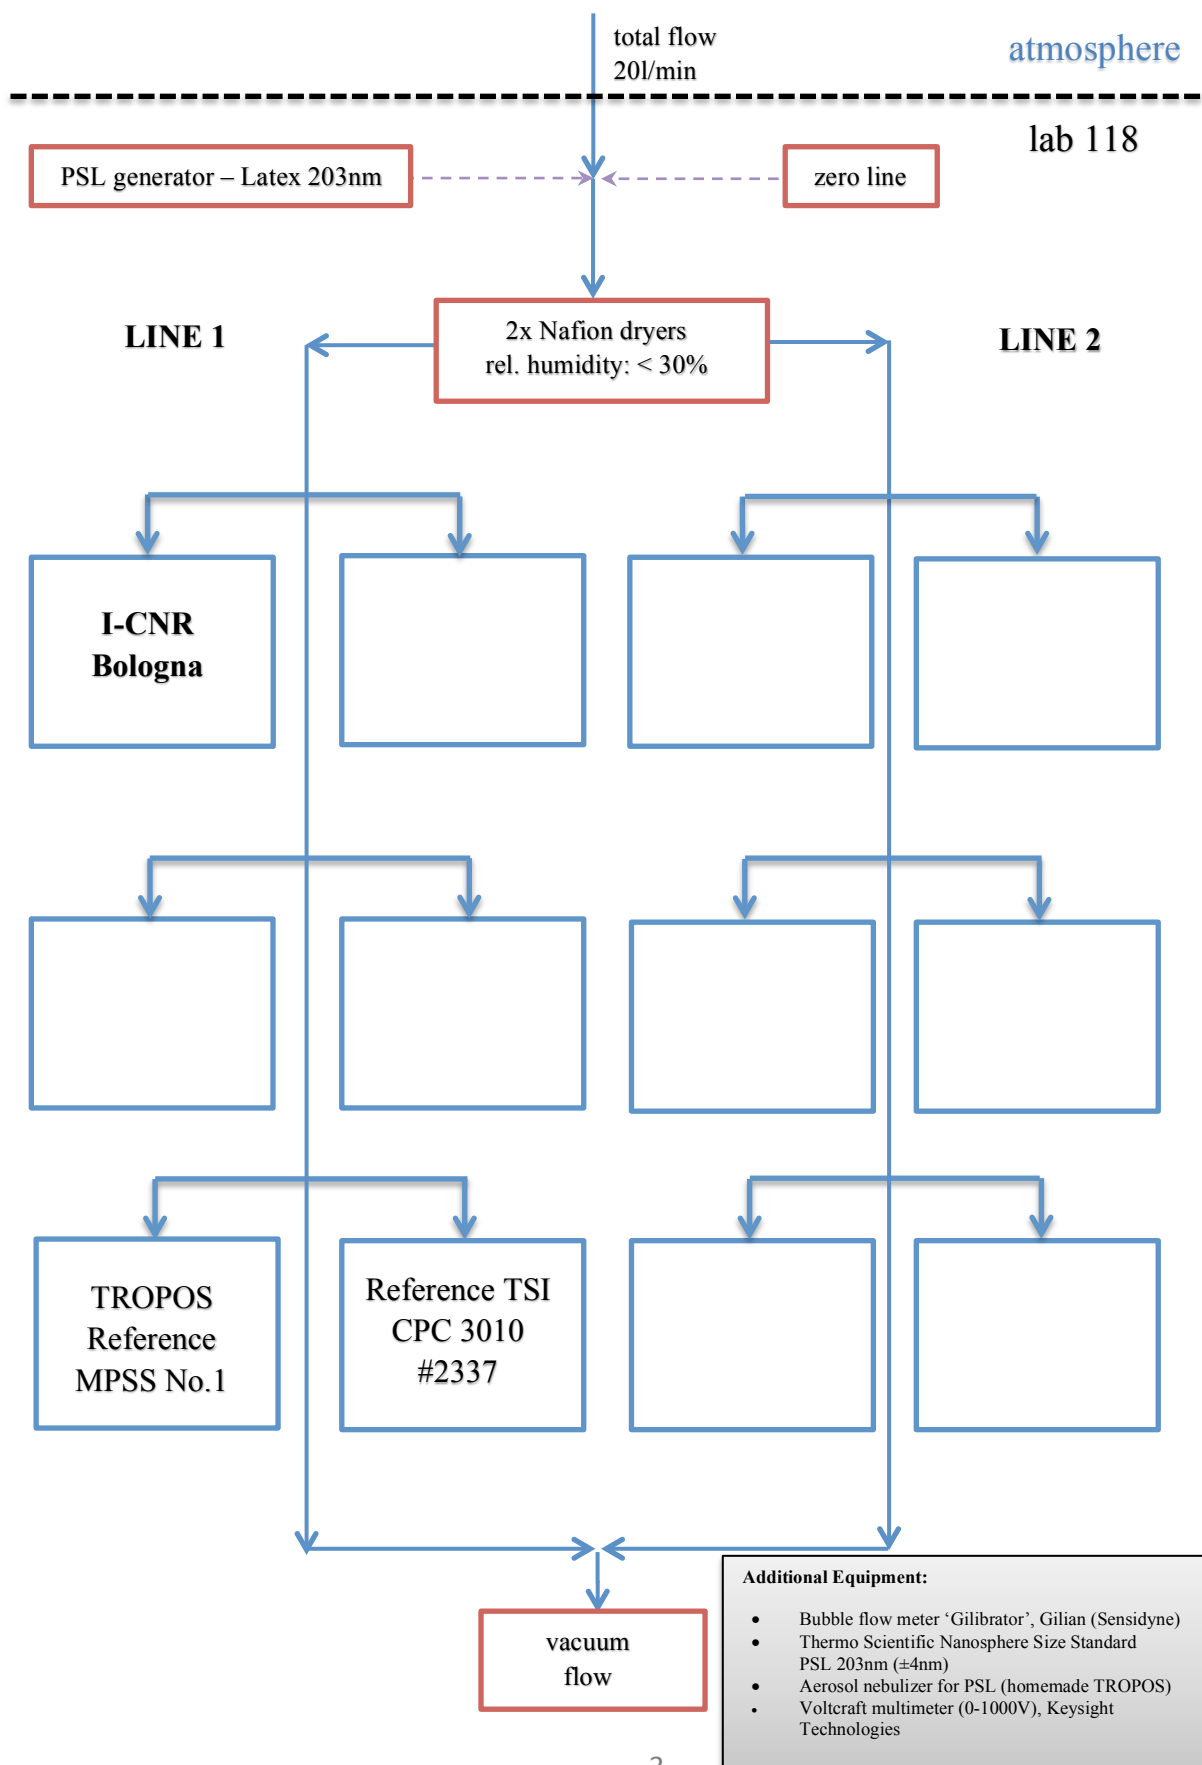 total flow
20l/min
atmosphere
lab 118
PSL generator – Latex 203nm
zero line
LINE 1
2x Nafion dryers
rel. humidity: < 30%
LINE 2
I-CNR
Bologna
TROPOS
Reference
MPSS No.1
Reference TSI
CPC 3010
#2337
vacuum
flow
Additional Equipment:
• Bubble flow meter ‘Gilibrator’, Gilian (Sensidyne)
• Thermo Scientific Nanosphere Size Standard
PSL 203nm (±4nm)
• Aerosol nebulizer for PSL (homemade TROPOS)
• Voltcraft multimeter (0-1000V), Keysight
Technologies